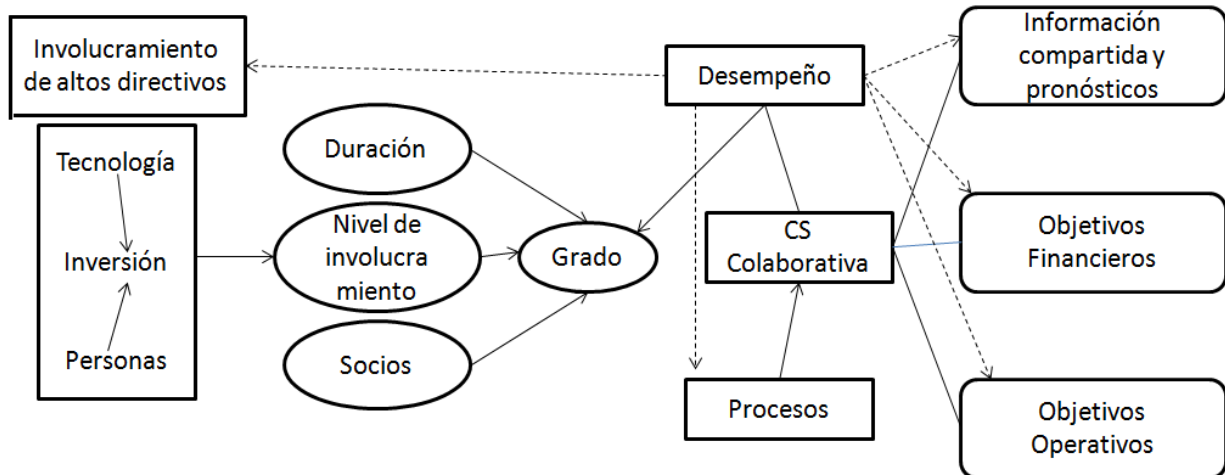 Involucramiento
de altos directivos
Desempeño
Información
compartida y
pronósticos
Tecnología
Inversión
Personas
Duración
Nivel de
involucra
miento
Socios
Grado
CS
Colaborativa
Procesos
Objetivos
Financieros
Objetivos
Operativos